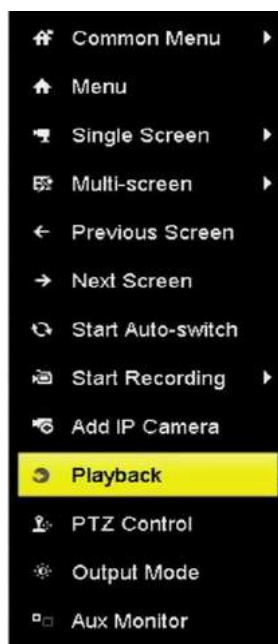 Common Menu
Menu
Single Screen
Multi-screen
Previous Screen
Next Screen
Start Auto-switch
Start Recording
Add IP Camera
Playback
PTZ Control
Output Mode
Aux Monitor